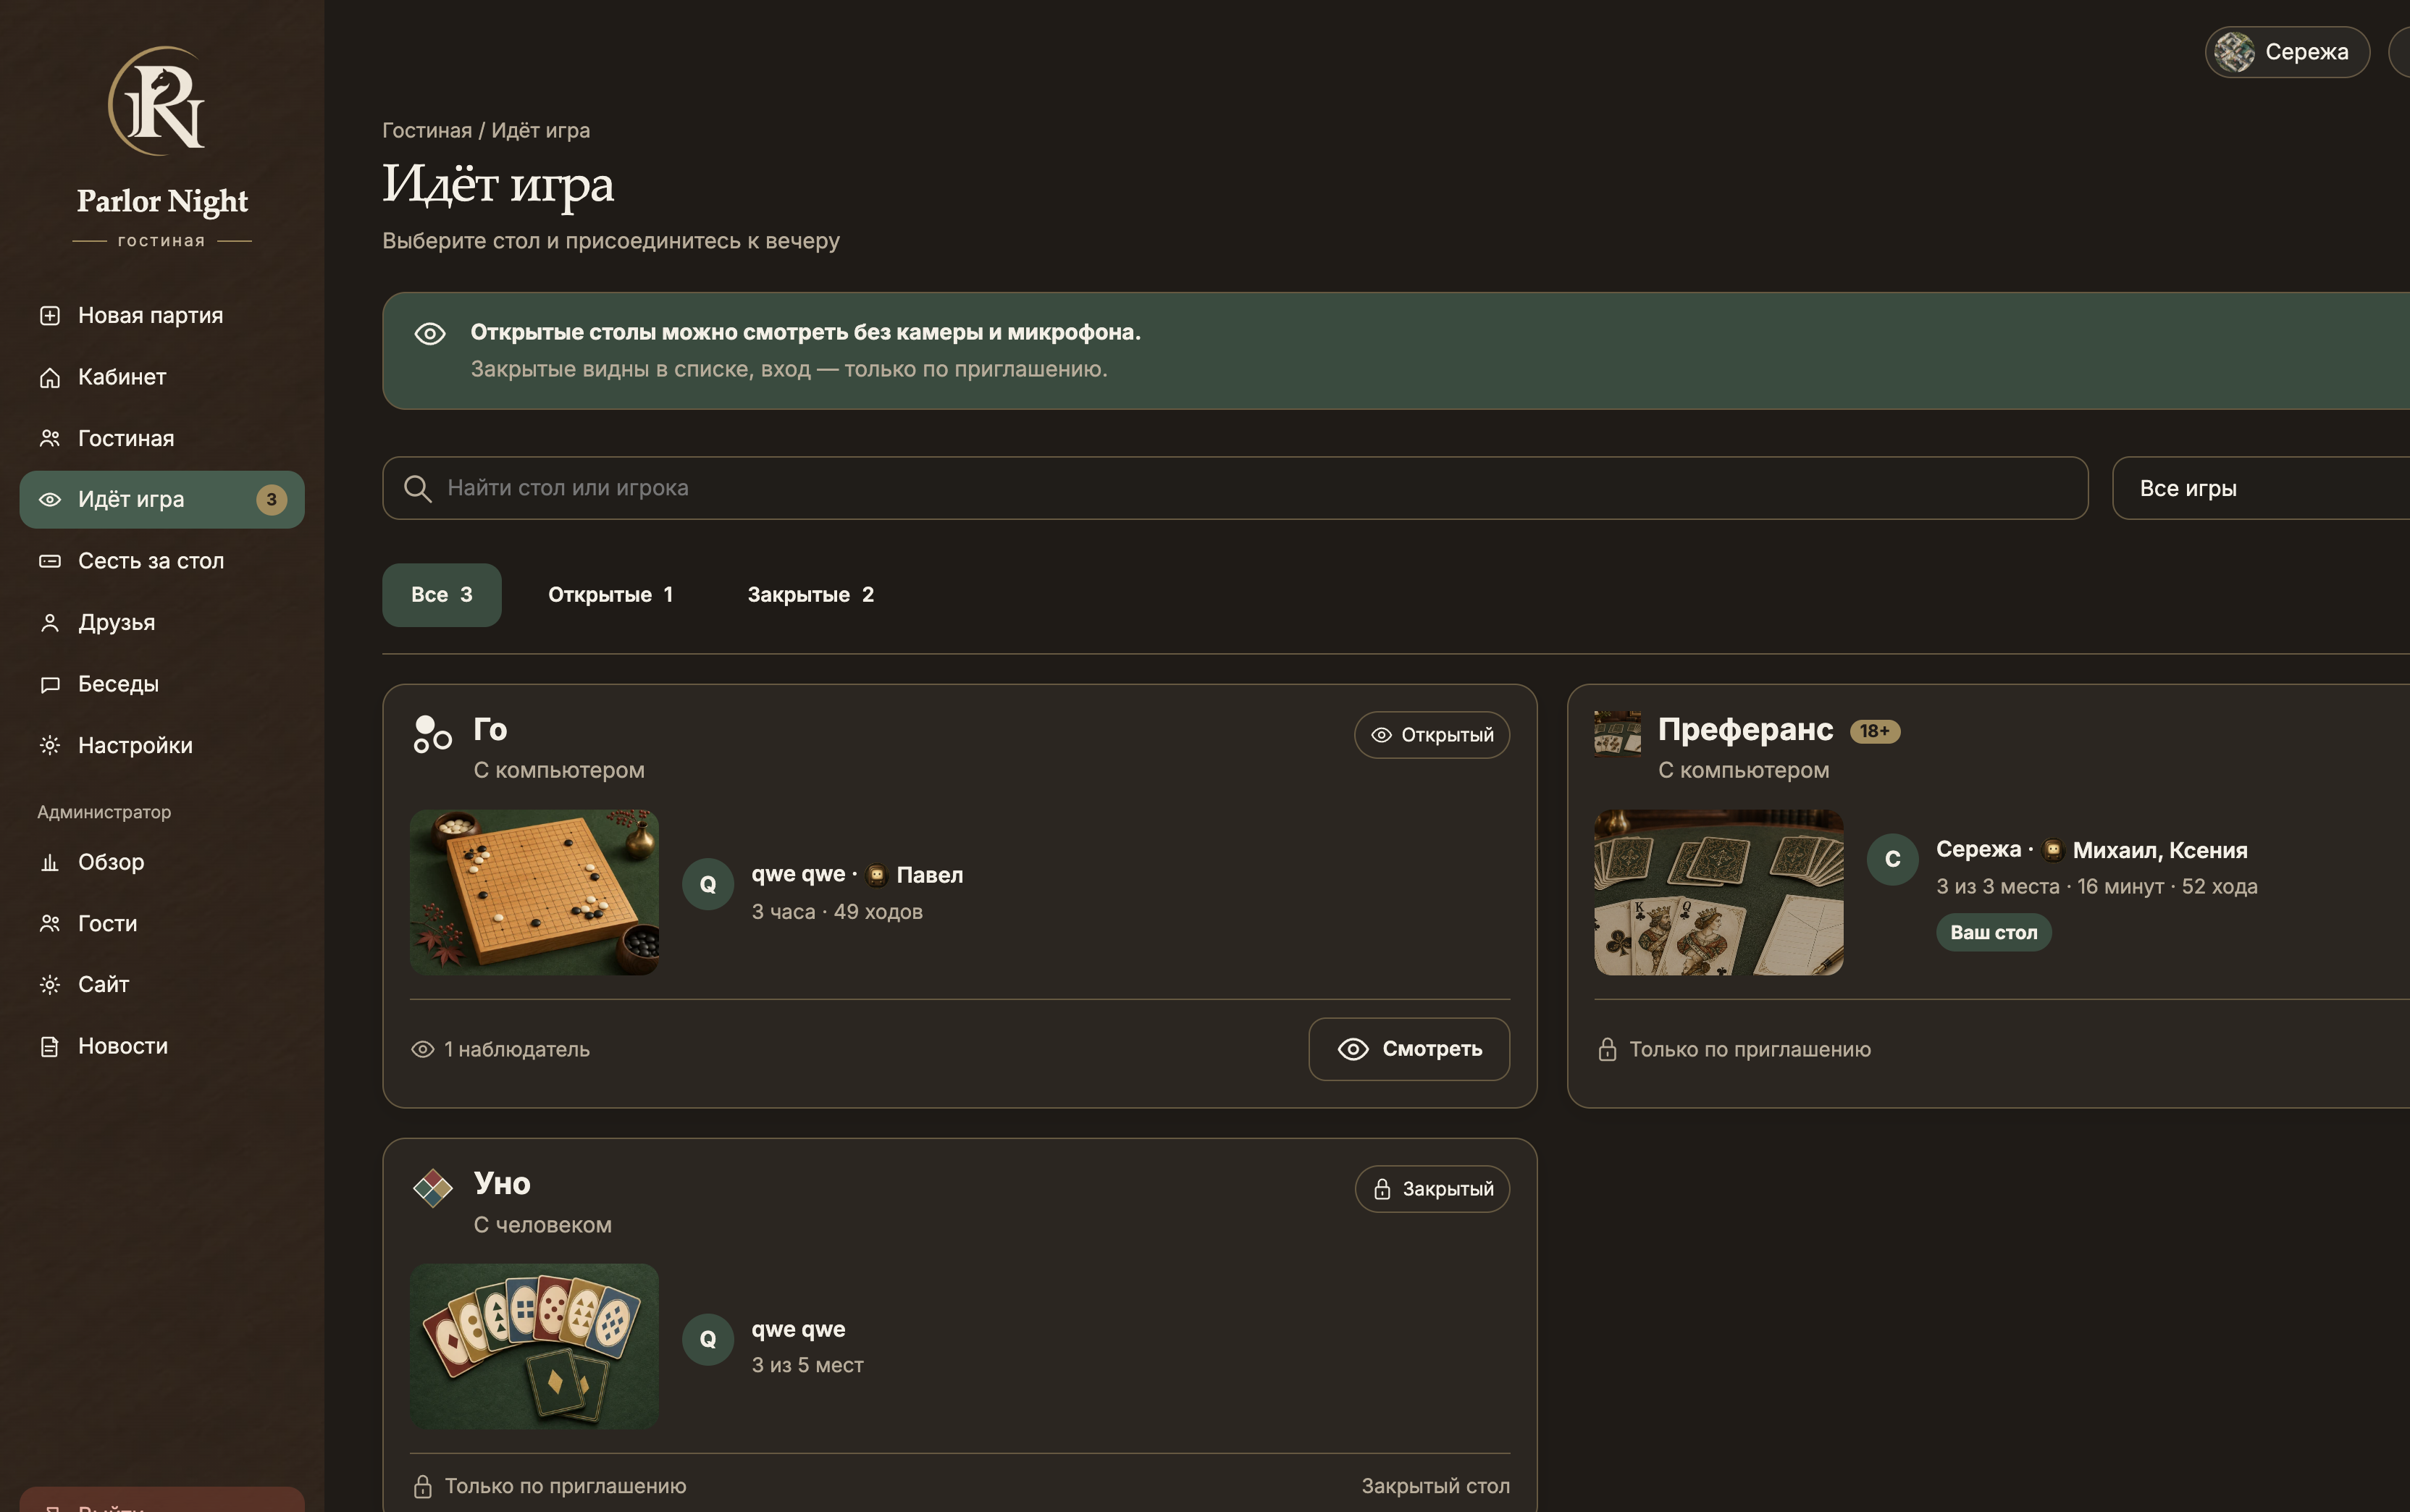 Parlor Night
гостиная
Новая партия
Кабинет
Гостиная
Идёт игра 3
Сесть за стол
Друзья
Беседы
Настройки
Администратор
Обзор
Гости
Сайт
Новости
Сережа
Гостиная / Идёт игра
Идёт игра
Выберите стол и присоединитесь к вечеру
Открытые столы можно смотреть без камеры и микрофона.
Закрытые видны в списке, вход — только по приглашению.
Найти стол или игрока
Все игры
Все 3
Открытые 1
Закрытые 2
Го
С компьютером
Открытый
Q
qwe qwe · Павел
3 часа · 49 ходов
1 наблюдатель
Смотреть
Преферанс 18+
С компьютером
K
Q
С
Сережа · Михаил, Ксения
3 из 3 места · 16 минут · 52 хода
Ваш стол
Только по приглашению
Уно
С человеком
Закрытый
Q
qwe qwe
3 из 5 мест
Только по приглашению
Закрытый стол